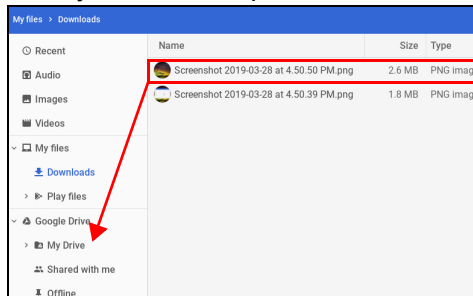 My files > Downloads
Name Size Type
Recent
Screenshot 2019-03-28 at 4.50.50 PM.png 2.6 MB PNG imag
Audio
Screenshot 2019-03-28 at 4.50.39 PM.png 1.8 MB PNG imag
Images
Videos
My files
Downloads
Play files
Google Drive
My Drive
Shared with me
Offline